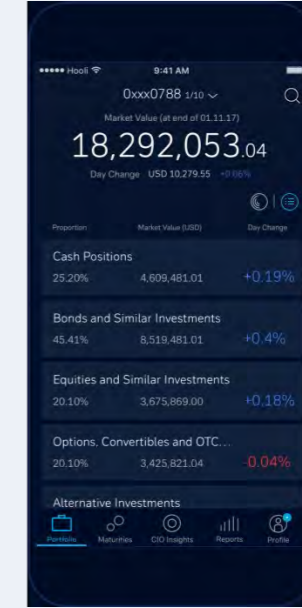 ●●●●● Hooli 9:41 AM
0xxx0788 1/10
Market Value (at end of 01.11.17)
18,292,053.04
Day Change USD 10,279.55 +0.06%
Proportion Market Value (USD) Day Change
Cash Positions
25.20% 4,609,481.01 +0.19%
Bonds and Similar Investments
45.41% 8,519,481.01 +0.4%
Equities and Similar Investments
20.10% 3,675,869.00 +0.18%
Options, Convertibles and OTC...
20.10% 3,425,821.04 -0.04%
Alternative Investments
Portfolio Maturities CIO Insights Reports Profile